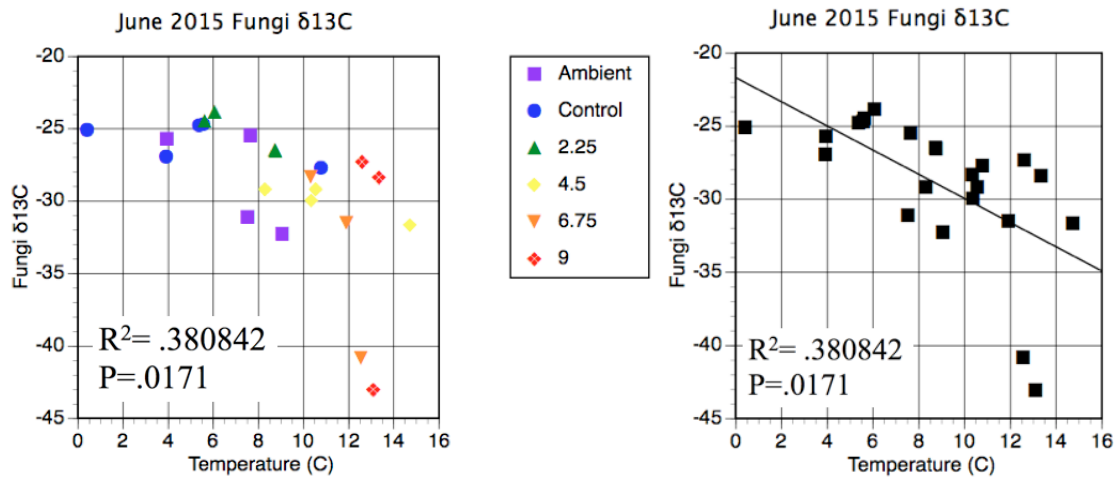 June 2015 Fungi δ13C
-20
-25
-30
-35
-40
-45
Fungi δ13C
R²= .380842
P=.0171
0 2 4 6 8 10 12 14 16
Temperature (C)
Ambient
Control
2.25
4.5
6.75
9
June 2015 Fungi δ13C
-20
-25
-30
-35
-40
-45
Fungi δ13C
R²= .380842
P=.0171
0 2 4 6 8 10 12 14 16
Temperature (C)